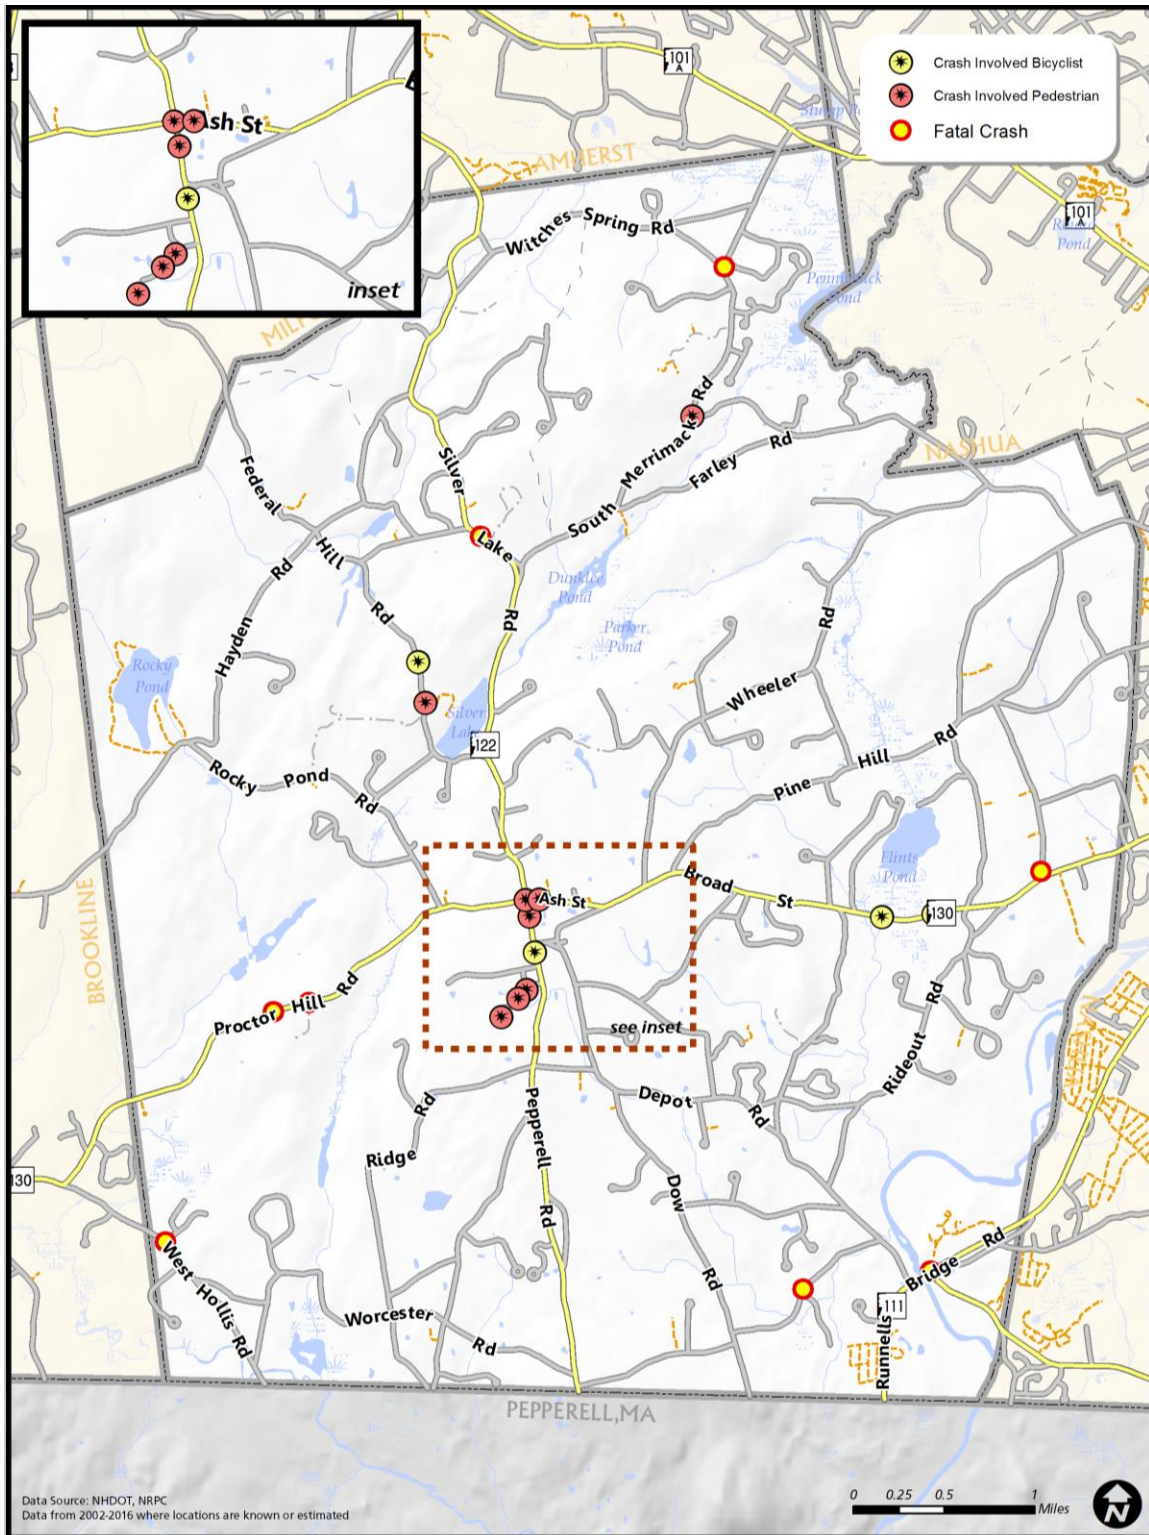 Crash Involved Bicyclist
Crash Involved Pedestrian
Fatal Crash
101
A
101
A
Ash St
inset
AMHERST
Witches Spring Rd
Pond
Pond
NASHUA
Silver
Lake
Rd
South Merrimack Rd
Farley Rd
Federal
Hill
Rd
Hayden Rd
Dunklee
Pond
Parker
Pond
Rocky
Pond
Silver
Lake
122
Wheeler Rd
Rocky Pond Rd
Pine Hill Rd
Flints
Pond
Broad St
Ash St
130
BROOKLINE
Proctor Hill Rd
see inset
Rideout Rd
Depot Rd
Ridge Rd
Pepperell Rd
Dow Rd
130
West Hollis Rd
Worcester Rd
Bridge Rd
111
Runnells
PEPPERELL,MA
Data Source: NHDOT, NRPC
Data from 2002-2016 where locations are known or estimated
0 0.25 0.5 1
Miles
N